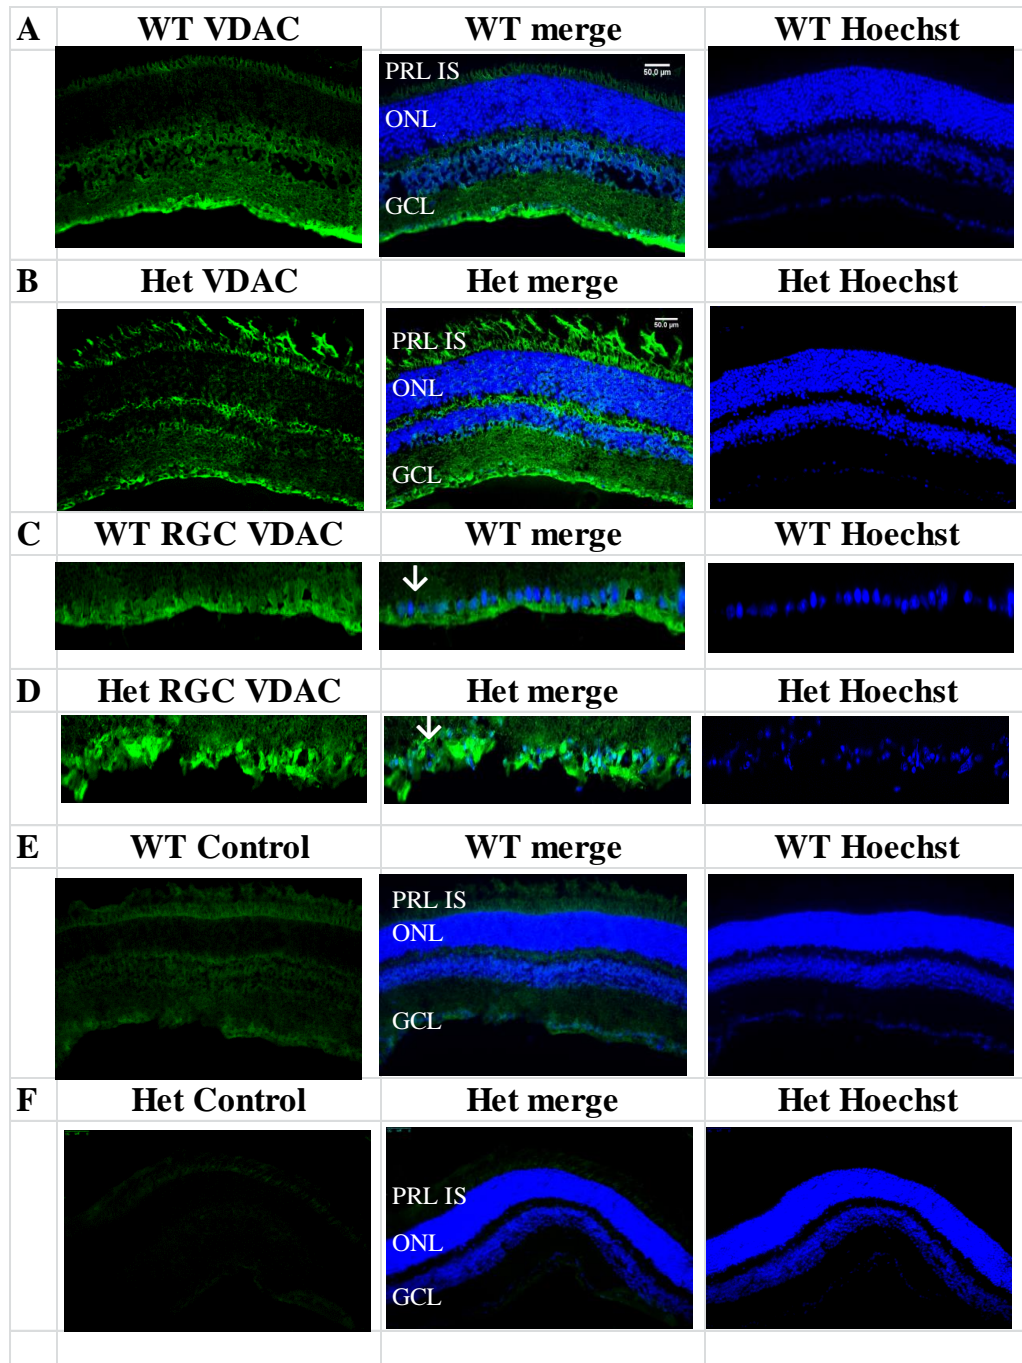 A WT VDAC WT merge WT Hoechst
PRL IS
50.0 µm
ONL
GCL
B Het VDAC Het merge Het Hoechst
PRL IS
50.0 µm
ONL
GCL
C WT RGC VDAC WT merge WT Hoechst
D Het RGC VDAC Het merge Het Hoechst
E WT Control WT merge WT Hoechst
PRL IS
ONL
GCL
F Het Control Het merge Het Hoechst
PRL IS
ONL
GCL